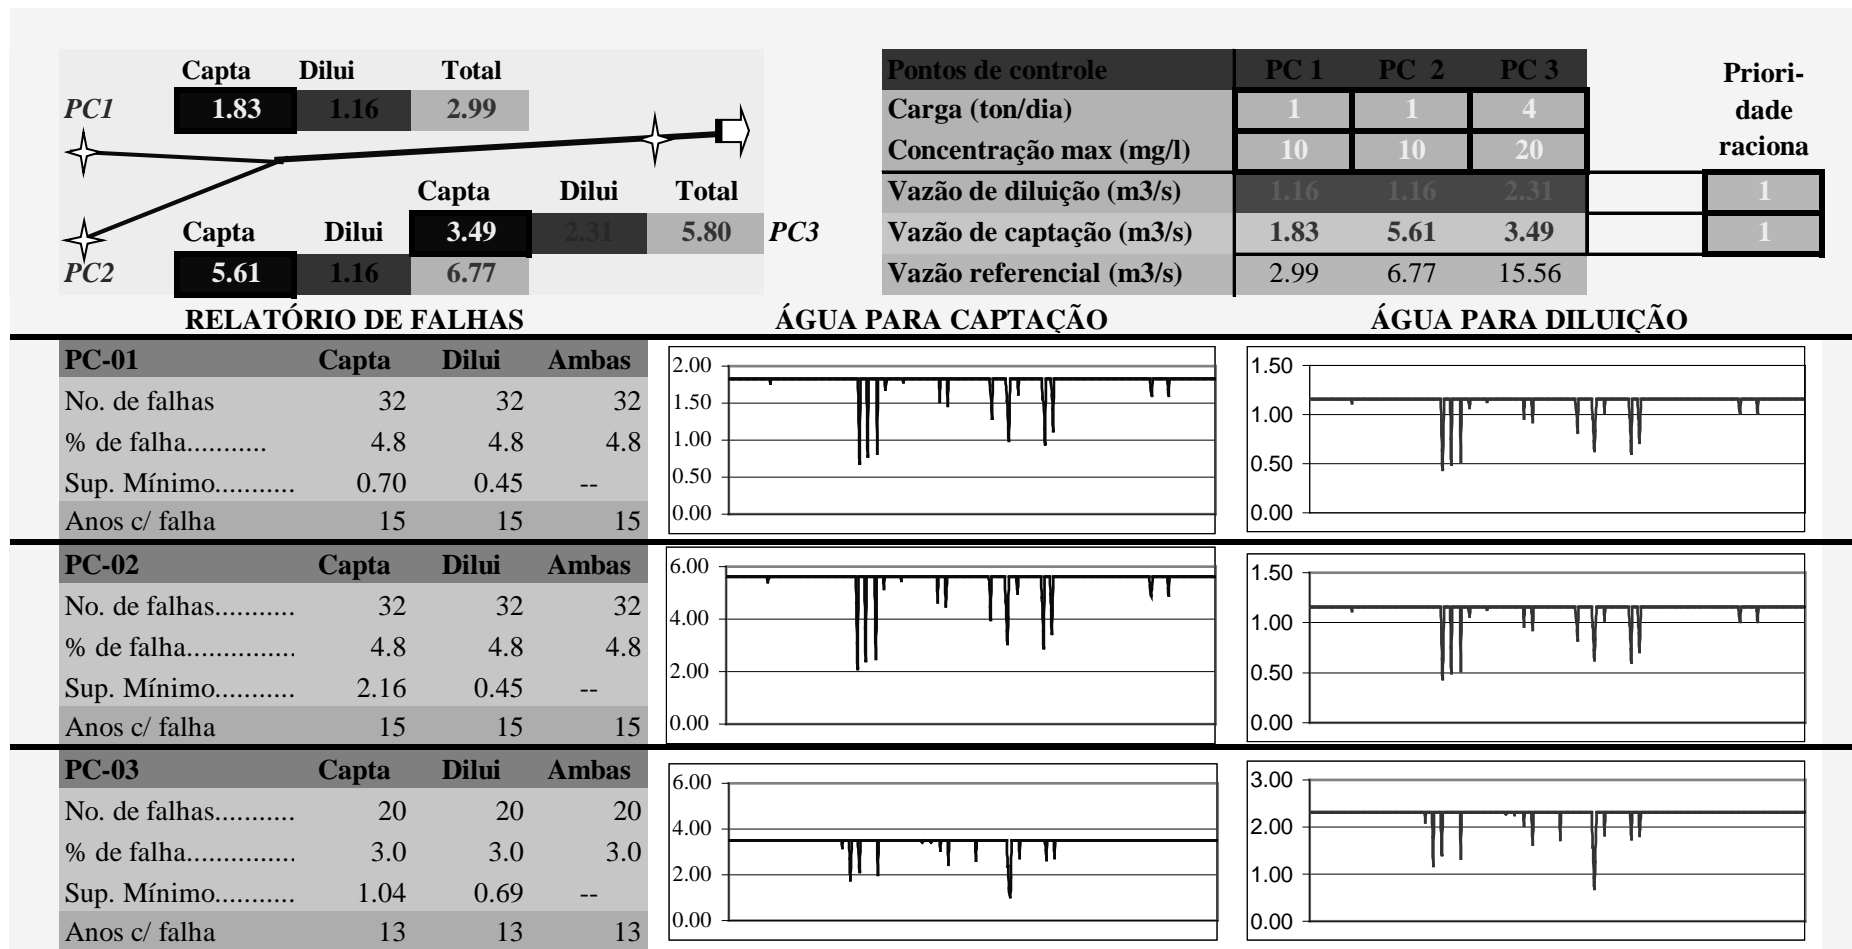 Capta Dilui Total
PC1 1.83 1.16 2.99
Capta Dilui Total
3.49 2.31 5.80 PC3
Capta Dilui
PC2 5.61 1.16 6.77
Pontos de controle PC 1 PC 2 PC 3
Carga (ton/dia) 1 1 4
Concentração max (mg/l) 10 10 20
Vazão de diluição (m3/s) 1.16 1.16 2.31 1
Vazão de captação (m3/s) 1.83 5.61 3.49 1
Vazão referencial (m3/s) 2.99 6.77 15.56
Priori-
dade
raciona
RELATÓRIO DE FALHAS ÁGUA PARA CAPTAÇÃO ÁGUA PARA DILUIÇÃO
PC-01 Capta Dilui Ambas
No. de falhas 32 32 32
% de falha........... 4.8 4.8 4.8
Sup. Mínimo........... 0.70 0.45 --
Anos c/ falha 15 15 15
2.00
1.50
1.00
0.50
0.00
1.50
1.00
0.50
0.00
PC-02 Capta Dilui Ambas
No. de falhas........... 32 32 32
% de falha............... 4.8 4.8 4.8
Sup. Mínimo........... 2.16 0.45 --
Anos c/ falha 15 15 15
6.00
4.00
2.00
0.00
1.50
1.00
0.50
0.00
PC-03 Capta Dilui Ambas
No. de falhas........... 20 20 20
% de falha............... 3.0 3.0 3.0
Sup. Mínimo........... 1.04 0.69 --
Anos c/ falha 13 13 13
6.00
4.00
2.00
0.00
3.00
2.00
1.00
0.00